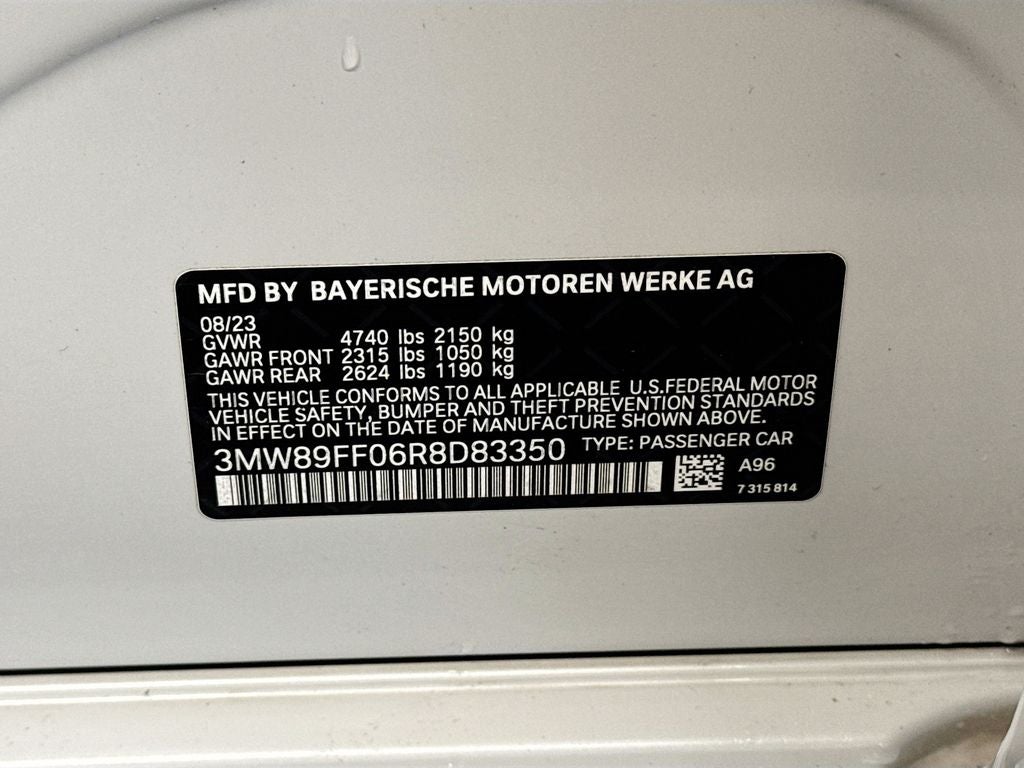 MFD BY BAYERISCHE MOTOREN WERKE AG
08/23
GVWR 4740 lbs 2150 kg
GAWR FRONT 2315 lbs 1050 kg
GAWR REAR 2624 lbs 1190 kg
THIS VEHICLE CONFORMS TO ALL APPLICABLE U.S.FEDERAL MOTOR
VEHICLE SAFETY, BUMPER AND THEFT PREVENTION STANDARDS
IN EFFECT ON THE DATE OF MANUFACTURE SHOWN ABOVE.
3MW89FF06R8D83350 TYPE: PASSENGER CAR
A96
7 315 814